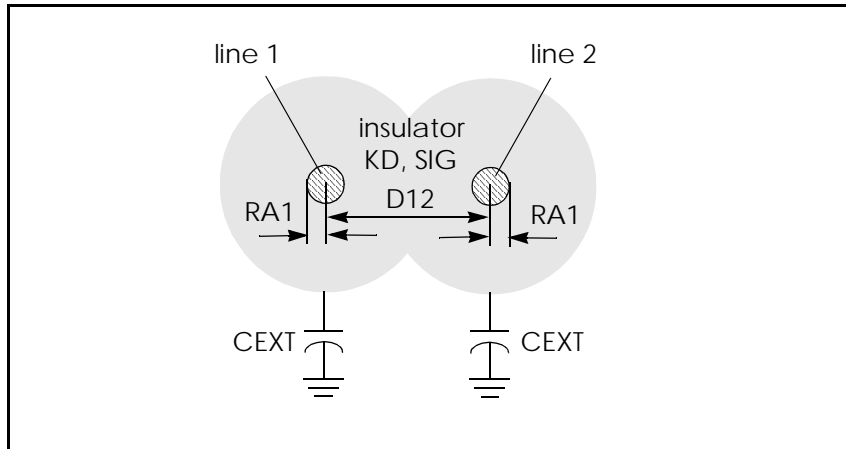 line 1
line 2
insulator
KD, SIG
D12
RA1
RA1
CEXT
CEXT